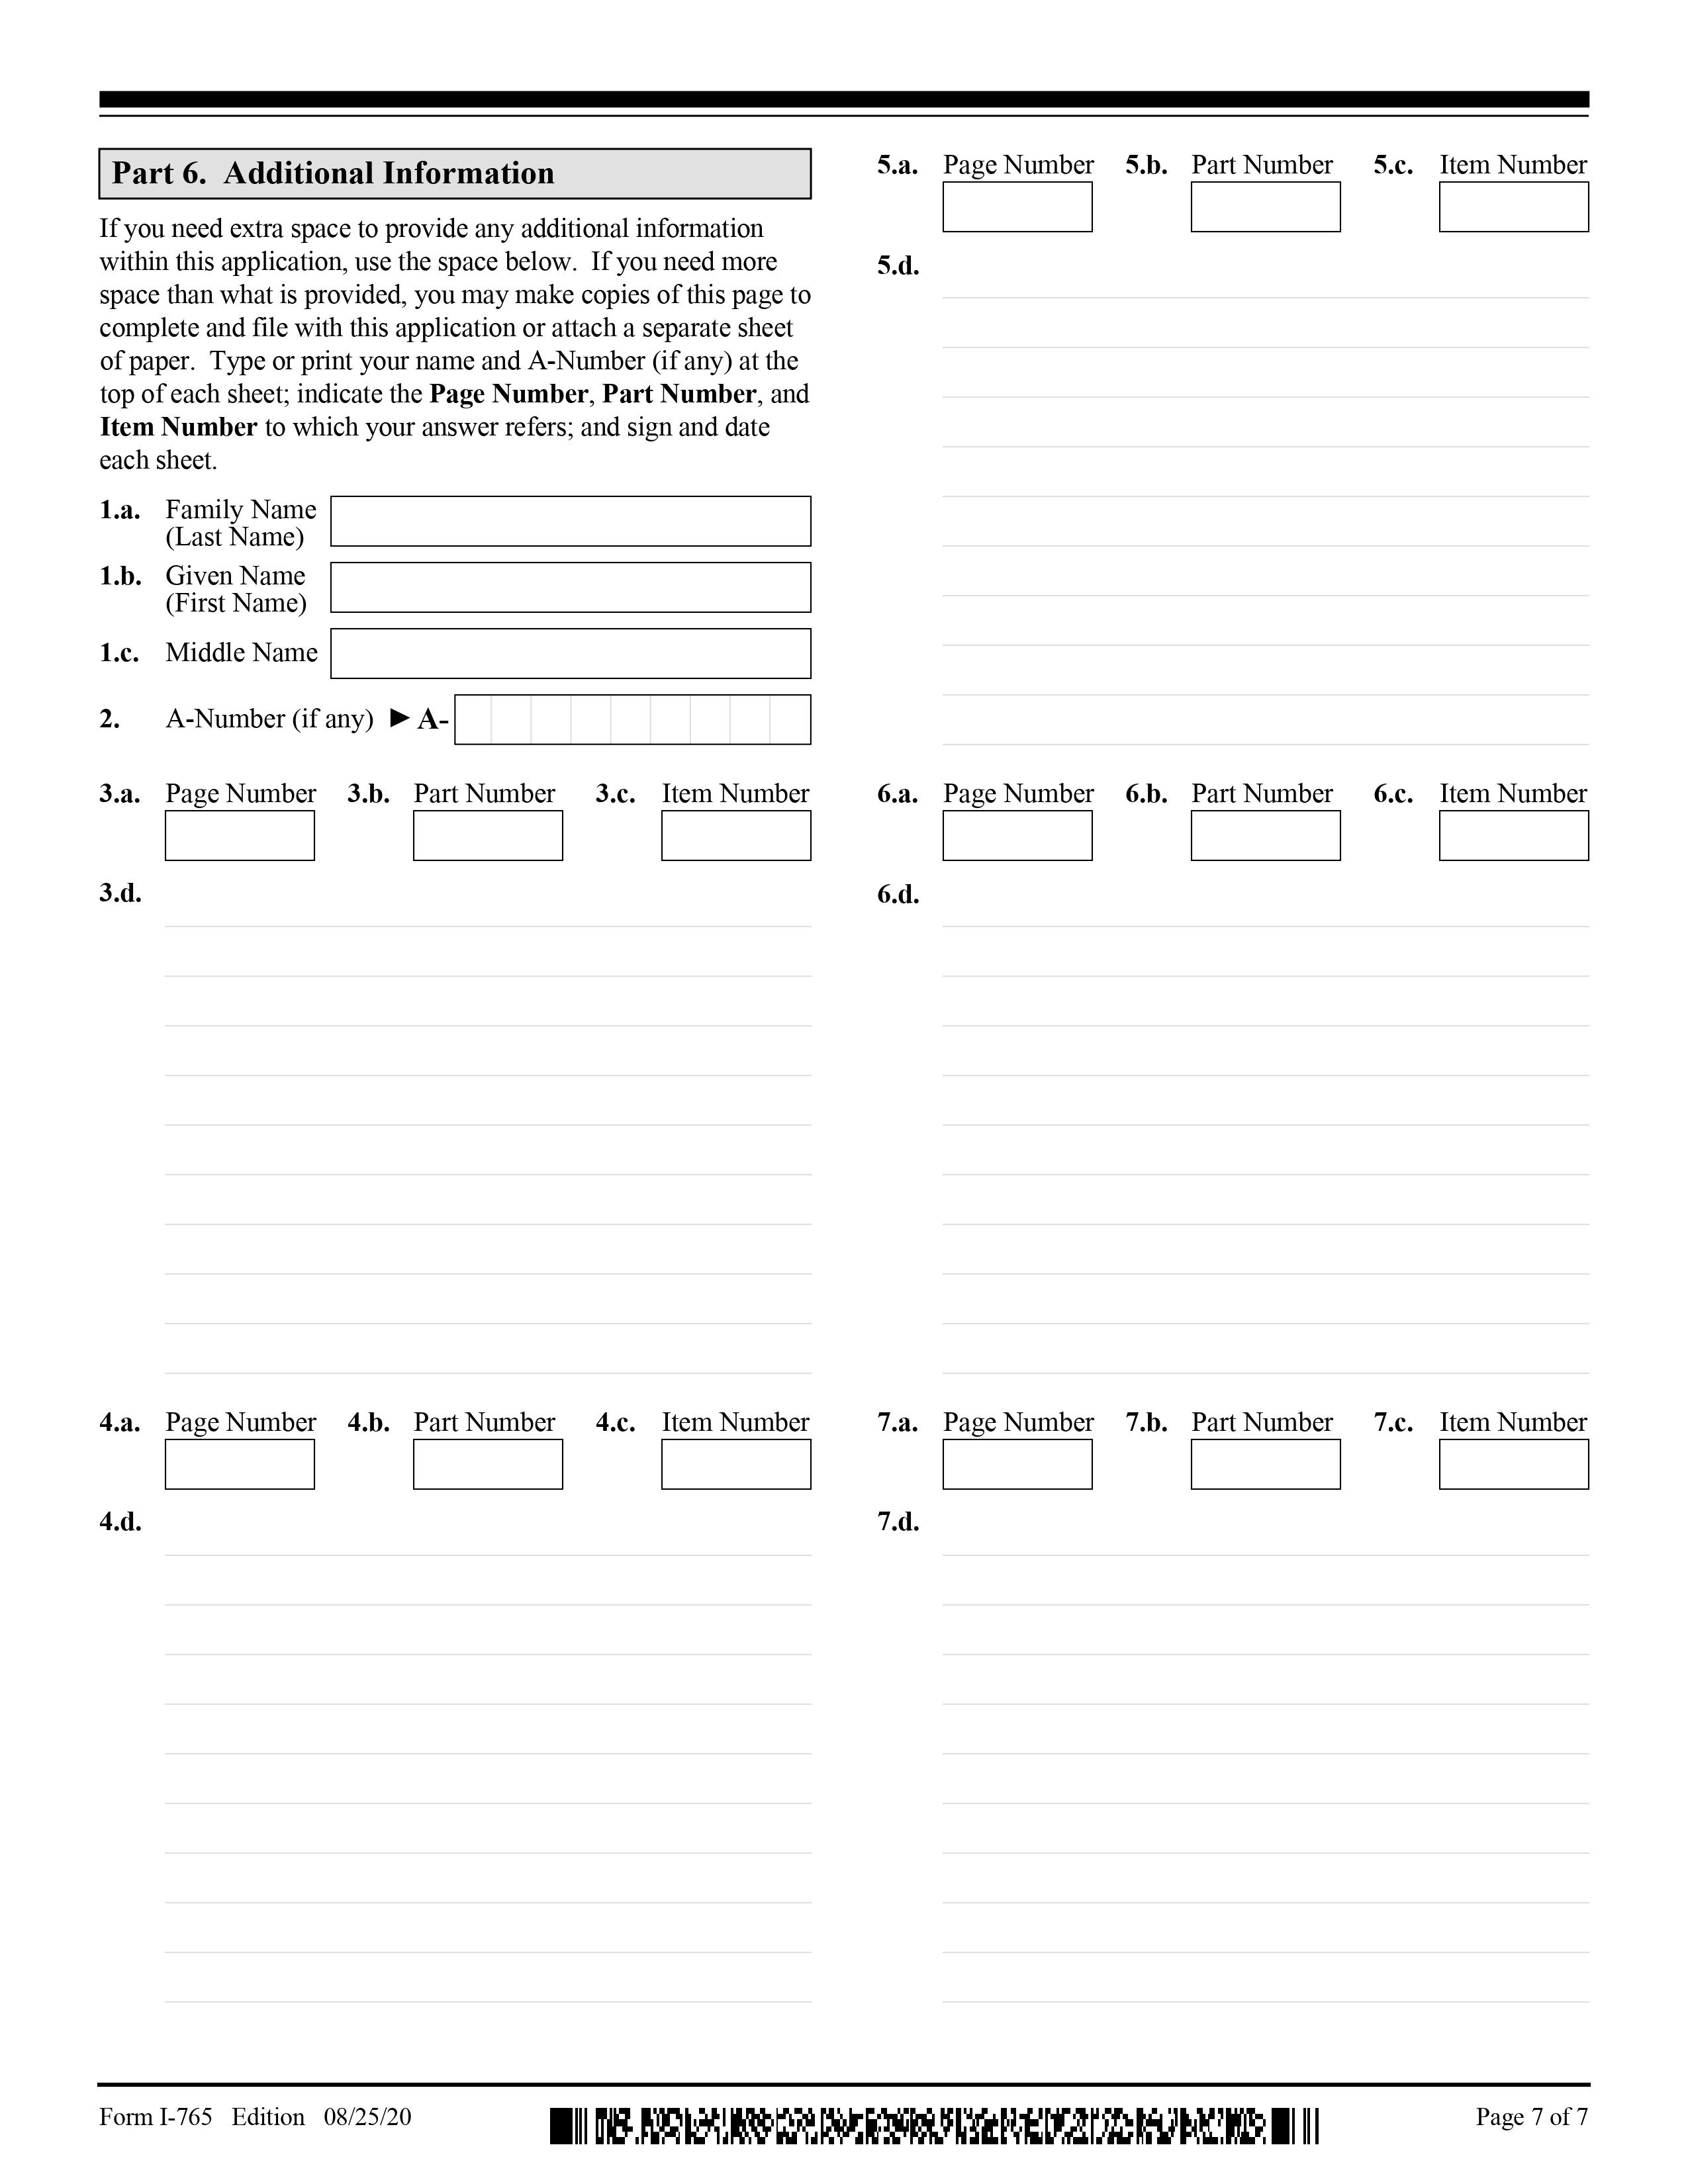 Part 6.  Additional Information
If you need extra space to provide any additional information
within this application, use the space below.  If you need more
space than what is provided, you may make copies of this page to
complete and file with this application or attach a separate sheet
of paper.  Type or print your name and A-Number (if any) at the
top of each sheet; indicate the Page Number, Part Number, and
Item Number to which your answer refers; and sign and date
each sheet.
1.a. Family Name
(Last Name)
1.b. Given Name
(First Name)
1.c. Middle Name
2. A-Number (if any) ► A-
3.a. Page Number 3.b. Part Number 3.c. Item Number
3.d.
4.a. Page Number 4.b. Part Number 4.c. Item Number
4.d.
5.a. Page Number 5.b. Part Number 5.c. Item Number
5.d.
6.a. Page Number 6.b. Part Number 6.c. Item Number
6.d.
7.a. Page Number 7.b. Part Number 7.c. Item Number
7.d.
Form I-765 Edition 08/25/20 Page 7 of 7